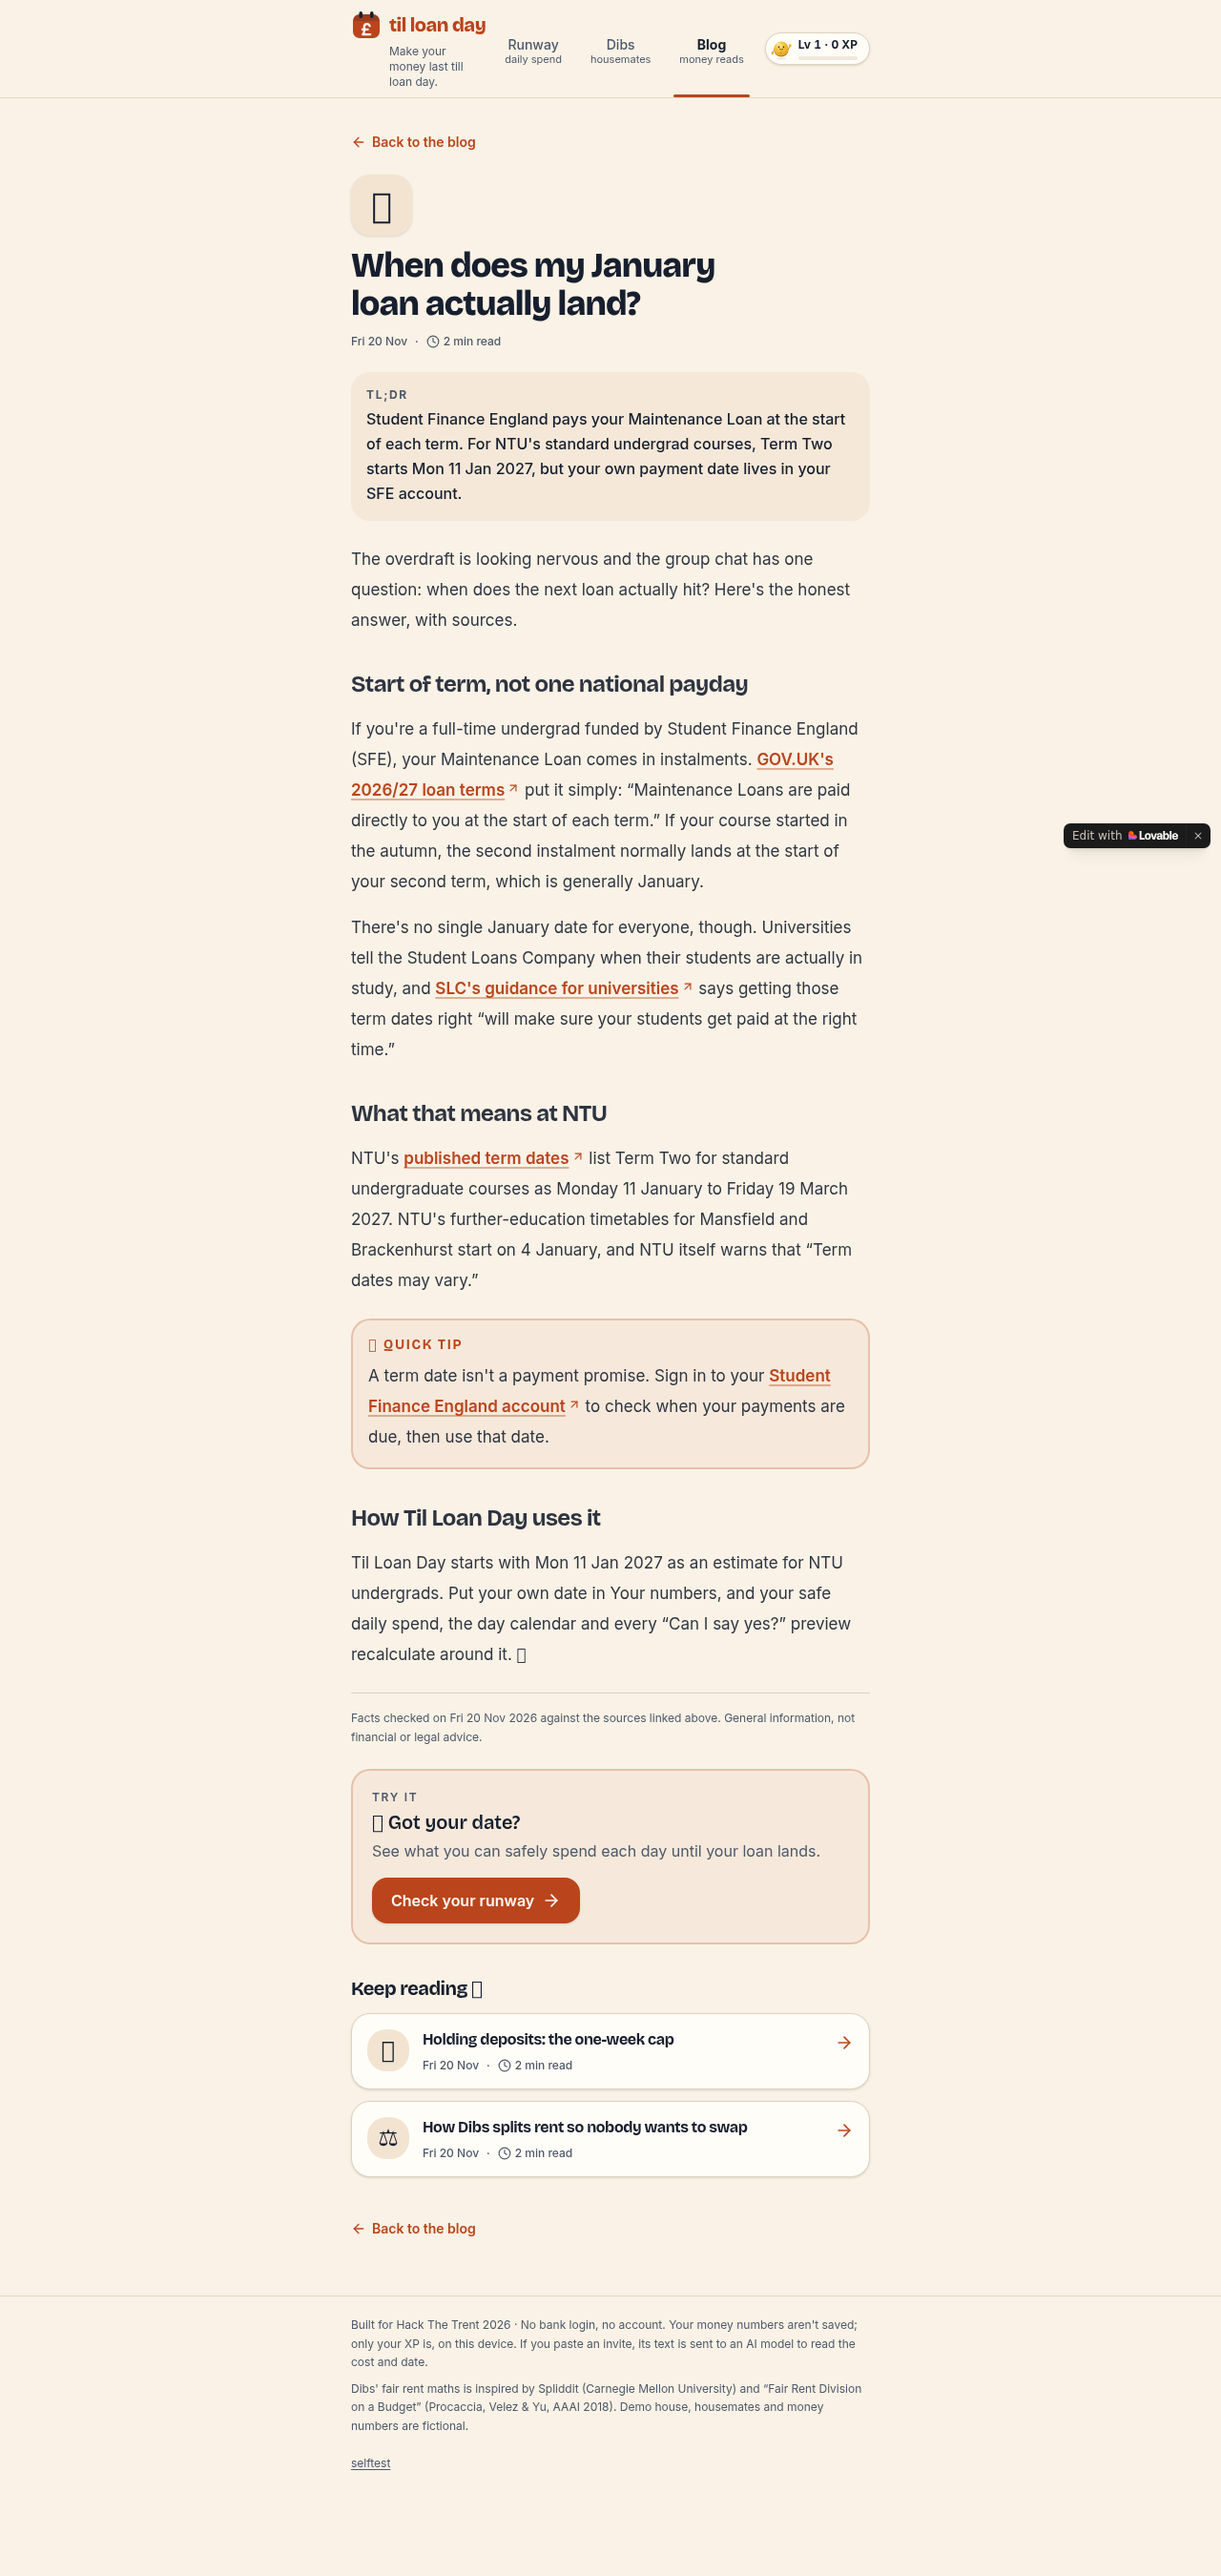 £
til loan day
Make your
money last till
loan day.
Runway
daily spend
Dibs
housemates
Blog
money reads
Lv 1 · 0 XP
← Back to the blog
When does my January
loan actually land?
Fri 20 Nov · 2 min read
TL;DR
Student Finance England pays your Maintenance Loan at the start
of each term. For NTU's standard undergrad courses, Term Two
starts Mon 11 Jan 2027, but your own payment date lives in your
SFE account.
The overdraft is looking nervous and the group chat has one
question: when does the next loan actually hit? Here's the honest
answer, with sources.
Start of term, not one national payday
If you're a full-time undergrad funded by Student Finance England
(SFE), your Maintenance Loan comes in instalments. GOV.UK's
2026/27 loan terms ↗ put it simply: “Maintenance Loans are paid
directly to you at the start of each term.” If your course started in
the autumn, the second instalment normally lands at the start of
your second term, which is generally January.
There's no single January date for everyone, though. Universities
tell the Student Loans Company when their students are actually in
study, and SLC's guidance for universities ↗ says getting those
term dates right “will make sure your students get paid at the right
time.”
What that means at NTU
NTU's published term dates ↗ list Term Two for standard
undergraduate courses as Monday 11 January to Friday 19 March
2027. NTU's further-education timetables for Mansfield and
Brackenhurst start on 4 January, and NTU itself warns that “Term
dates may vary.”
QUICK TIP
A term date isn't a payment promise. Sign in to your Student
Finance England account ↗ to check when your payments are
due, then use that date.
How Til Loan Day uses it
Til Loan Day starts with Mon 11 Jan 2027 as an estimate for NTU
undergrads. Put your own date in Your numbers, and your safe
daily spend, the day calendar and every “Can I say yes?” preview
recalculate around it.
Facts checked on Fri 20 Nov 2026 against the sources linked above. General information, not
financial or legal advice.
TRY IT
Got your date?
See what you can safely spend each day until your loan lands.
Check your runway →
Keep reading
Holding deposits: the one-week cap
Fri 20 Nov · 2 min read
How Dibs splits rent so nobody wants to swap
Fri 20 Nov · 2 min read
← Back to the blog
Built for Hack The Trent 2026 · No bank login, no account. Your money numbers aren't saved;
only your XP is, on this device. If you paste an invite, its text is sent to an AI model to read the
cost and date.
Dibs' fair rent maths is inspired by Spliddit (Carnegie Mellon University) and “Fair Rent Division
on a Budget” (Procaccia, Velez & Yu, AAAI 2018). Demo house, housemates and money
numbers are fictional.
selftest
Edit with Lovable ×